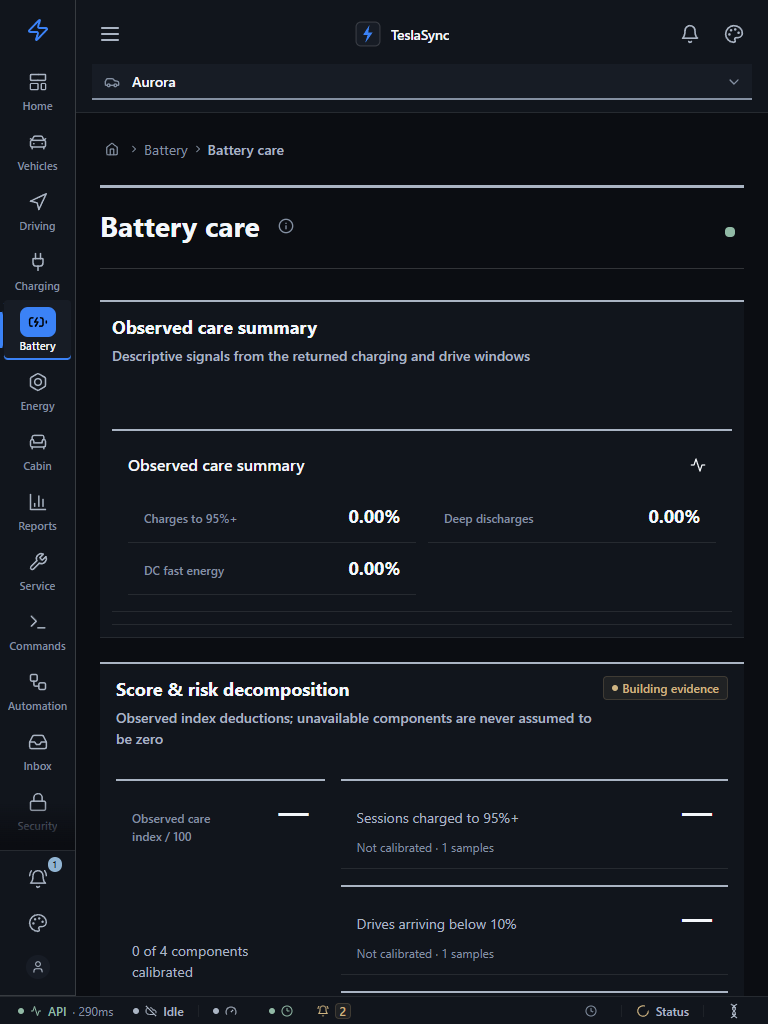 TeslaSync
Aurora
Home
Vehicles
Driving
Charging
Battery
Energy
Cabin
Reports
Service
Commands
Automation
Inbox
Security
1
Battery
Battery care
Battery care
Observed care summary
Descriptive signals from the returned charging and drive windows
Observed care summary
Charges to 95%+ 0.00%
Deep discharges 0.00%
DC fast energy 0.00%
Score & risk decomposition
Building evidence
Observed index deductions; unavailable components are never assumed to
be zero
Observed care
index / 100
—
0 of 4 components
calibrated
Sessions charged to 95%+
—
Not calibrated · 1 samples
Drives arriving below 10%
—
Not calibrated · 1 samples
API · 290ms
Idle
2
Status